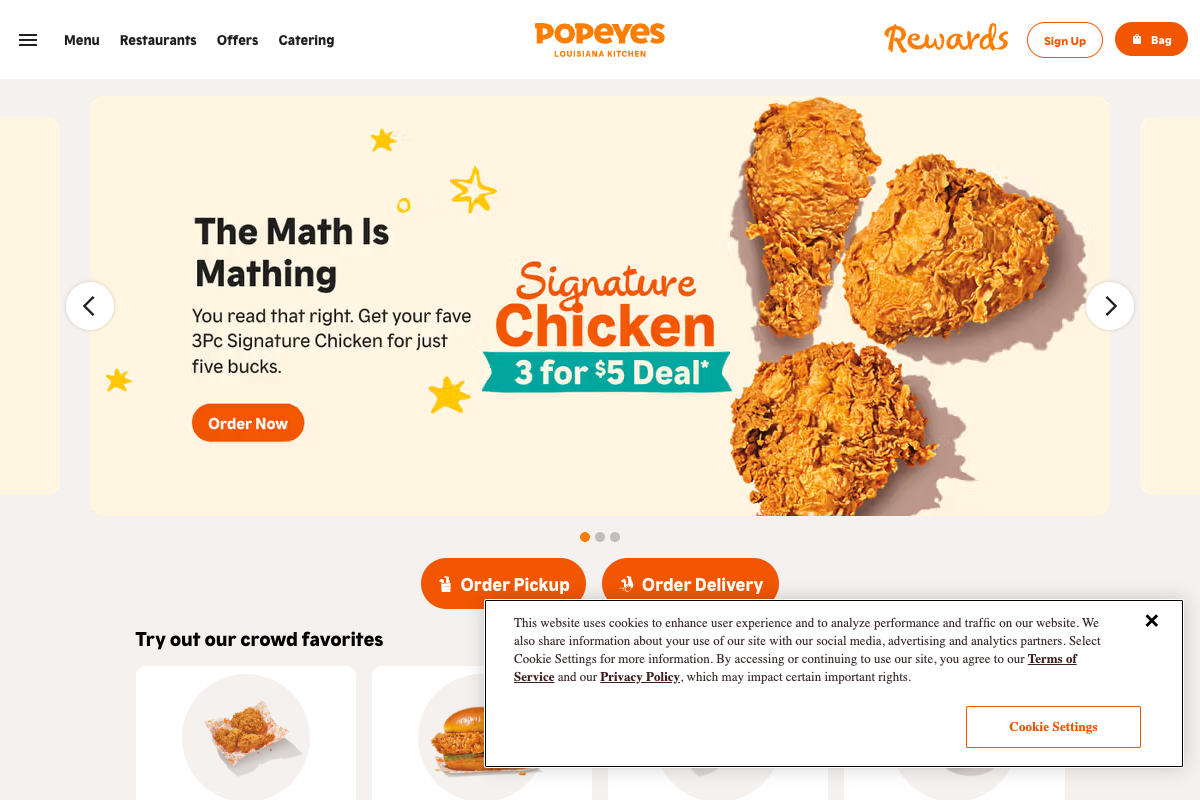 Menu
Restaurants
Offers
Catering
POPEYES
LOUISIANA KITCHEN
Rewards
Sign Up
Bag
The Math Is
Mathing
You read that right. Get your fave
3Pc Signature Chicken for just
five bucks.
Order Now
Signature
Chicken
3 for $5 Deal*
Order Pickup
Order Delivery
Try out our crowd favorites
This website uses cookies to enhance user experience and to analyze performance and traffic on our website. We
also share information about your use of our site with our social media, advertising and analytics partners. Select
Cookie Settings for more information. By accessing or continuing to use our site, you agree to our Terms of
Service and our Privacy Policy, which may impact certain important rights.
Cookie Settings